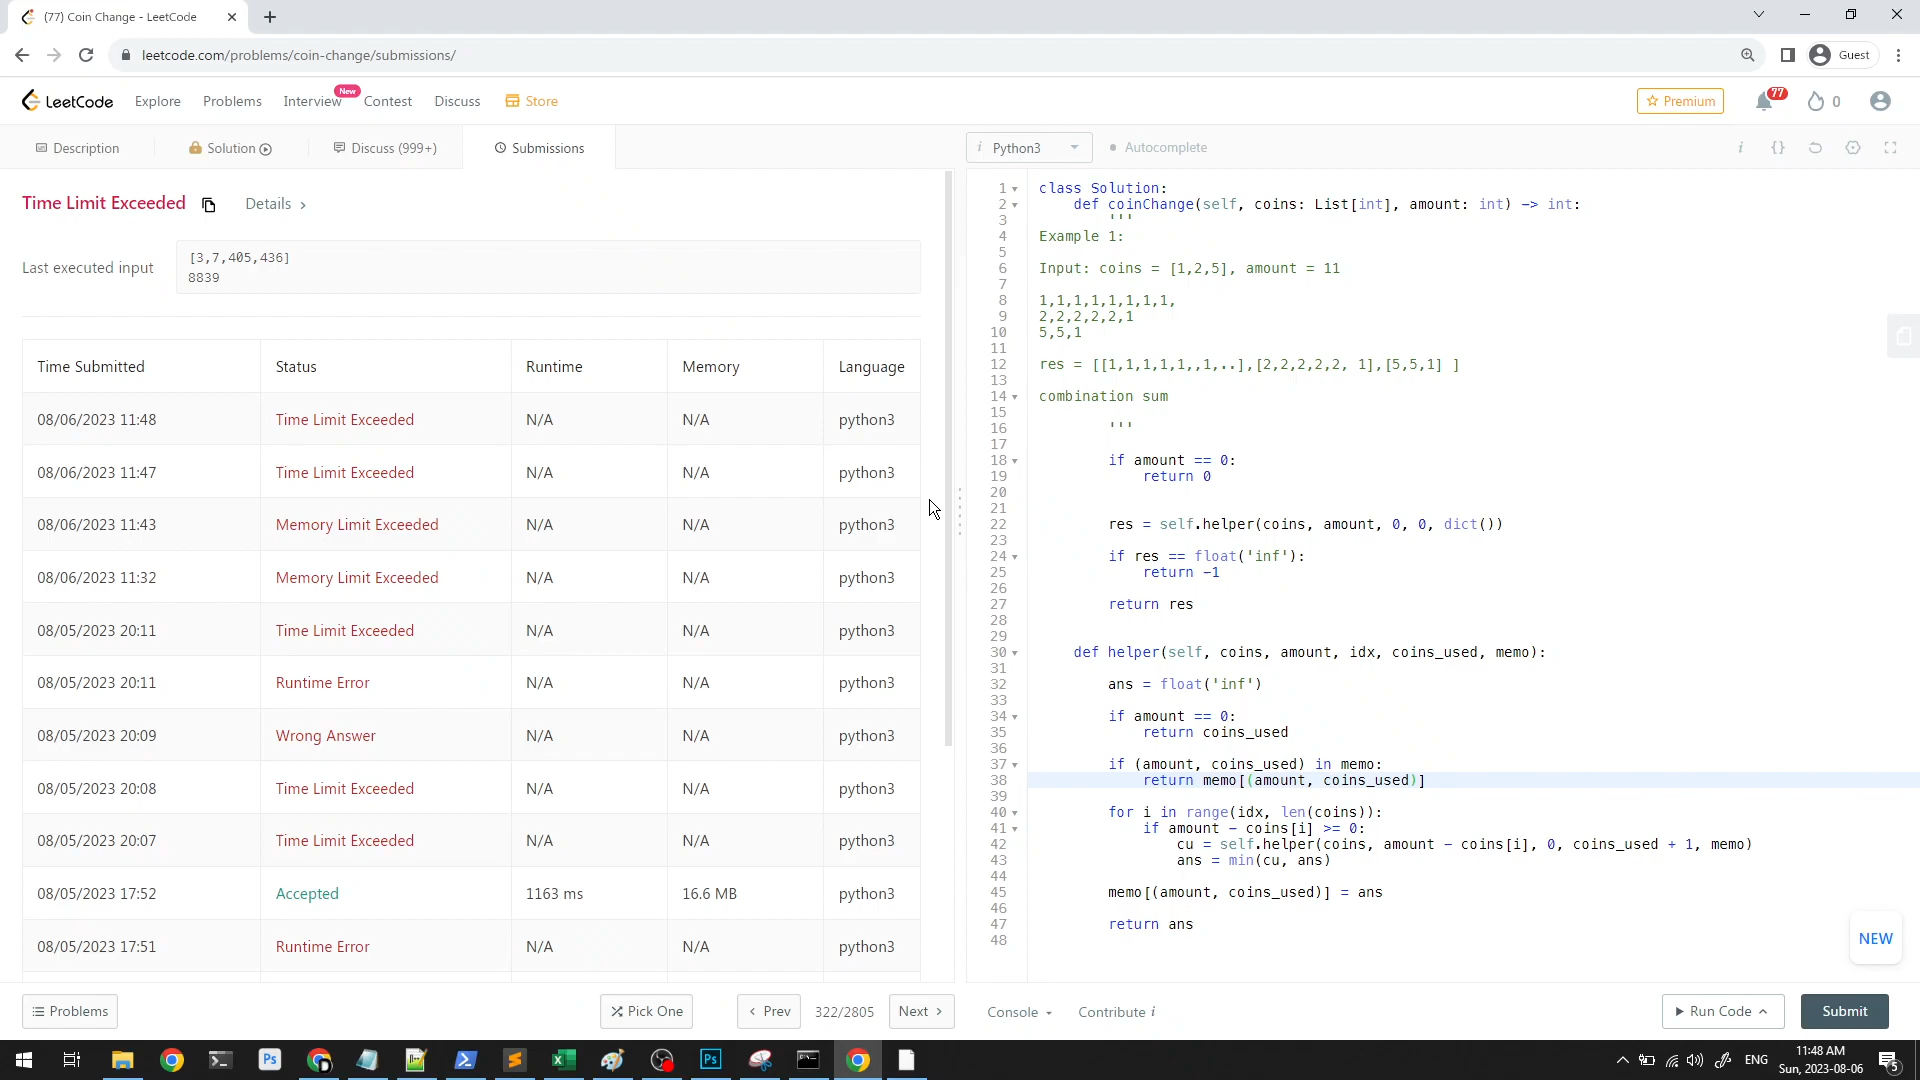 (77) Coin Change - LeetCode
leetcode.com/problems/coin-change/submissions/
Guest
LeetCode
Explore
Problems
Interview
New
Contest
Discuss
Store
Premium
77
0
Description
Solution
Discuss (999+)
Submissions
i Python3
Autocomplete
i
{}
Time Limit Exceeded
Details >
Last executed input
[3,7,405,436]
8839
Time Submitted Status Runtime Memory Language
08/06/2023 11:48 Time Limit Exceeded N/A N/A python3
08/06/2023 11:47 Time Limit Exceeded N/A N/A python3
08/06/2023 11:43 Memory Limit Exceeded N/A N/A python3
08/06/2023 11:32 Memory Limit Exceeded N/A N/A python3
08/05/2023 20:11 Time Limit Exceeded N/A N/A python3
08/05/2023 20:11 Runtime Error N/A N/A python3
08/05/2023 20:09 Wrong Answer N/A N/A python3
08/05/2023 20:08 Time Limit Exceeded N/A N/A python3
08/05/2023 20:07 Time Limit Exceeded N/A N/A python3
08/05/2023 17:52 Accepted 1163 ms 16.6 MB python3
08/05/2023 17:51 Runtime Error N/A N/A python3
1 class Solution:
2     def coinChange(self, coins: List[int], amount: int) -> int:
3         '''
4 Example 1:
5
6 Input: coins = [1,2,5], amount = 11
7
8 1,1,1,1,1,1,1,1,
9 2,2,2,2,2,1
10 5,5,1
11
12 res = [[1,1,1,1,1,,1,..],[2,2,2,2,2, 1],[5,5,1] ]
13
14 combination sum
15
16         '''
17
18         if amount == 0:
19             return 0
20
21
22         res = self.helper(coins, amount, 0, 0, dict())
23
24         if res == float('inf'):
25             return -1
26
27         return res
28
29
30     def helper(self, coins, amount, idx, coins_used, memo):
31
32         ans = float('inf')
33
34         if amount == 0:
35             return coins_used
36
37         if (amount, coins_used) in memo:
38             return memo[(amount, coins_used)]
39
40         for i in range(idx, len(coins)):
41             if amount - coins[i] >= 0:
42                 cu = self.helper(coins, amount - coins[i], 0, coins_used + 1, memo)
43                 ans = min(cu, ans)
44
45         memo[(amount, coins_used)] = ans
46
47         return ans
48
NEW
Problems
Pick One
< Prev
322/2805
Next >
Console
Contribute i
Run Code
Submit
Ps
D
Ps
ENG
11:48 AM
Sun, 2023-08-06
5